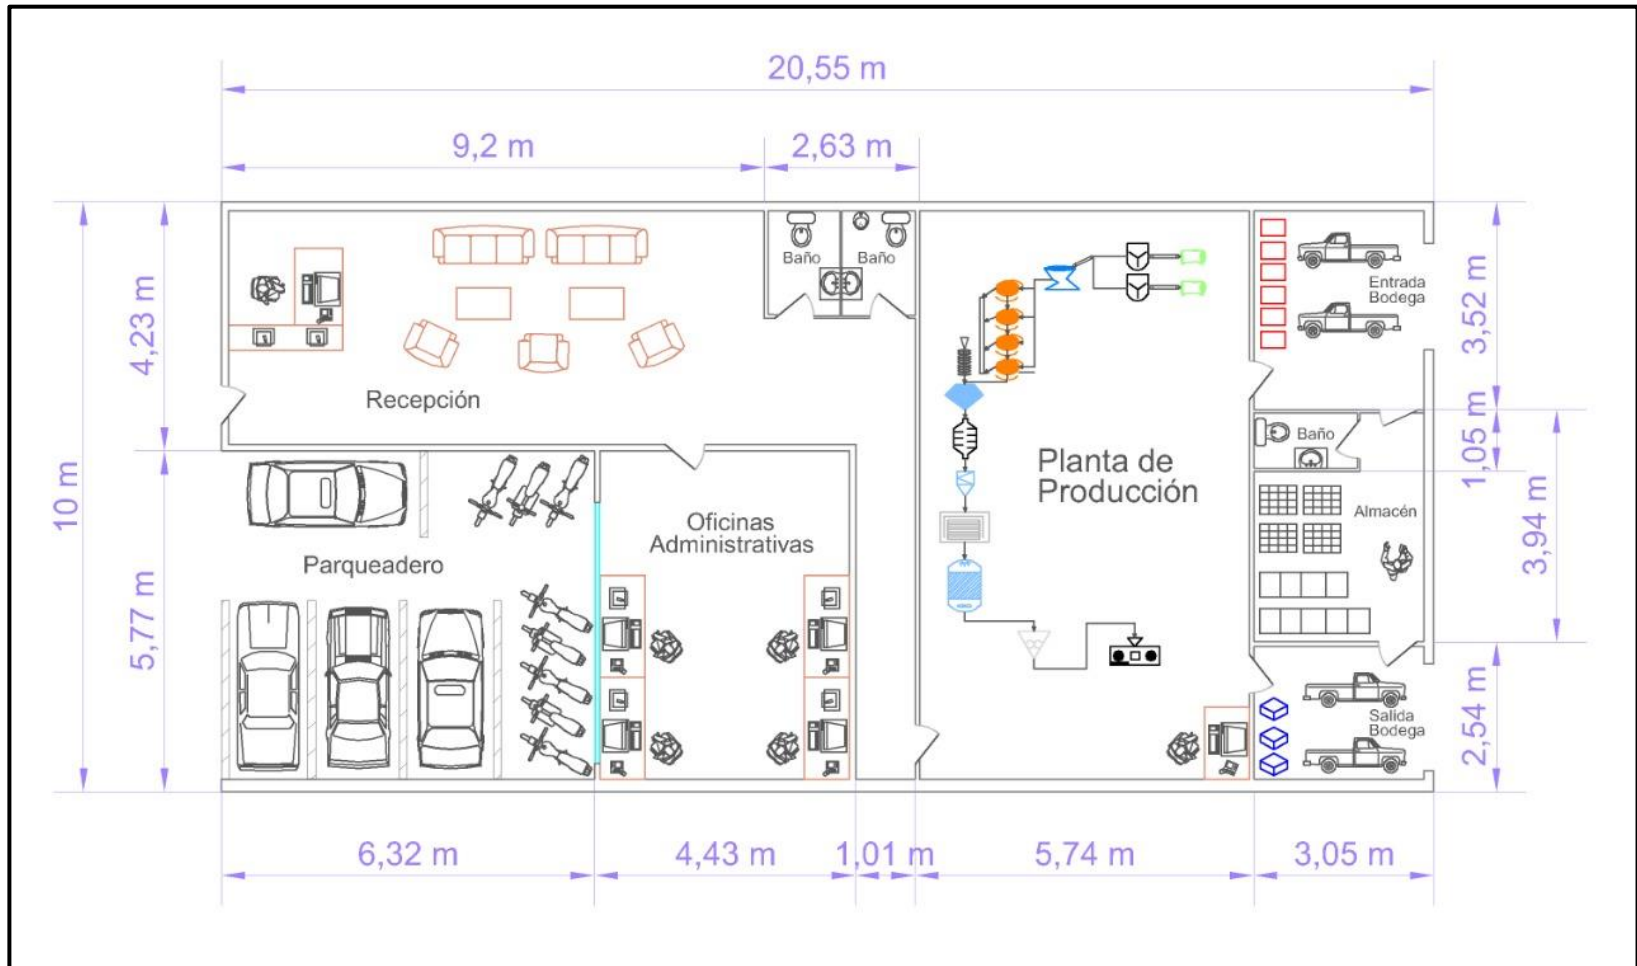 20,55 m
9,2 m
2,63 m
Baño
Baño
Entrada
Bodega
4,23 m
3,52 m
Recepción
Baño
1,05 m
10 m
Planta de
Producción
Almacén
3,94 m
Oficinas
Administrativas
Parqueadero
5,77 m
Salida
Bodega
2,54 m
6,32 m
4,43 m
1,01 m
5,74 m
3,05 m